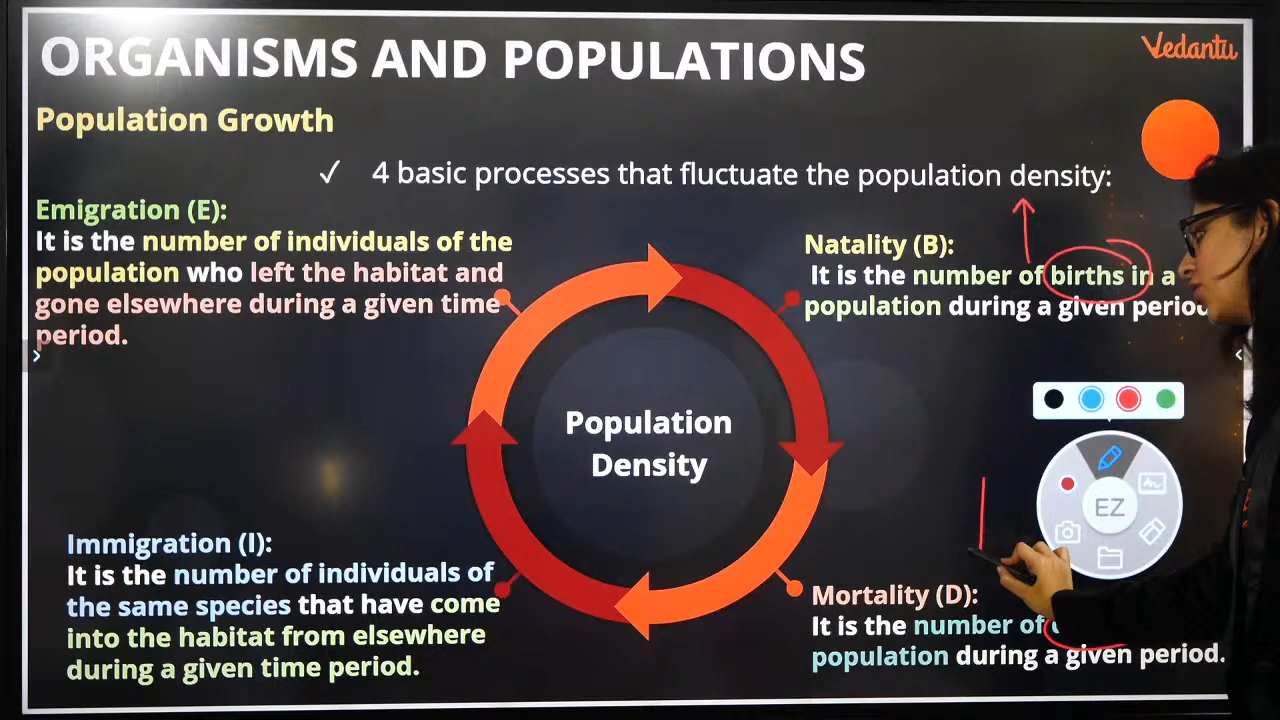 ORGANISMS AND POPULATIONS
Vedantu
Population Growth
✓ 4 basic processes that fluctuate the population density:
Emigration (E):
It is the number of individuals of the
population who left the habitat and
gone elsewhere during a given time
period.
Natality (B):
It is the number of births in a
population during a given
Population
Density
EZ
Immigration (I):
It is the number of individuals of
the same species that have come
into the habitat from elsewhere
during a given time period.
Mortality (D):
It is the number of
population during a given period.